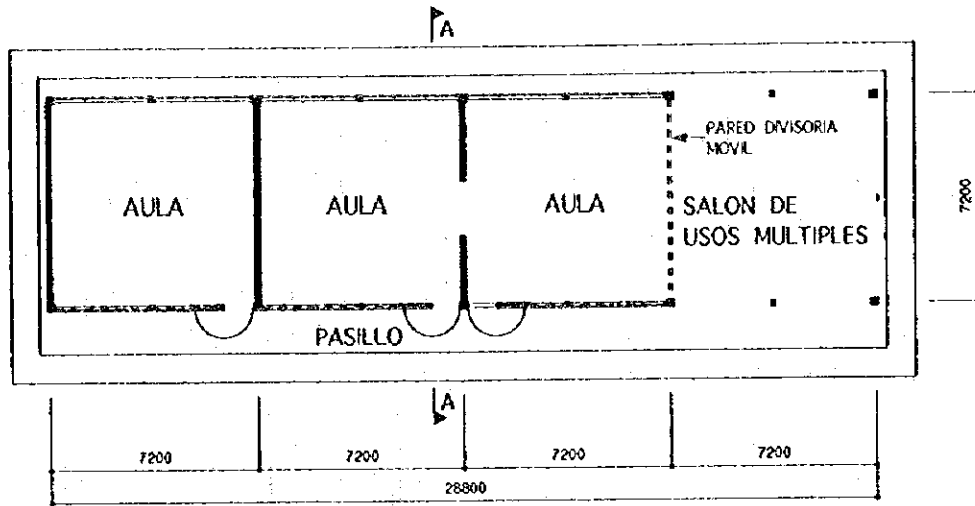 A
PARED DIVISORIA
MOVIL
AULA
AULA
AULA
SALON DE
USOS MULTIPLES
7200
PASILLO
A
7200
7200
7200
7200
28800